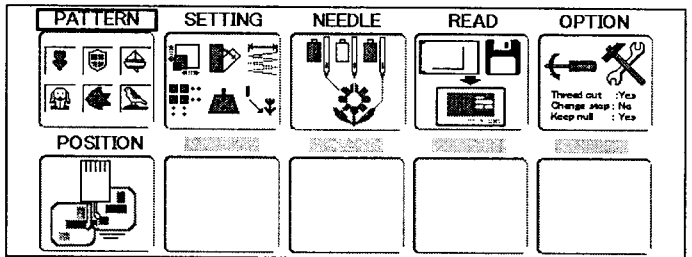 PATTERN SETTING NEEDLE READ OPTION
Thread cut :Yes
Change stop : No
Keep null : Yes
POSITION